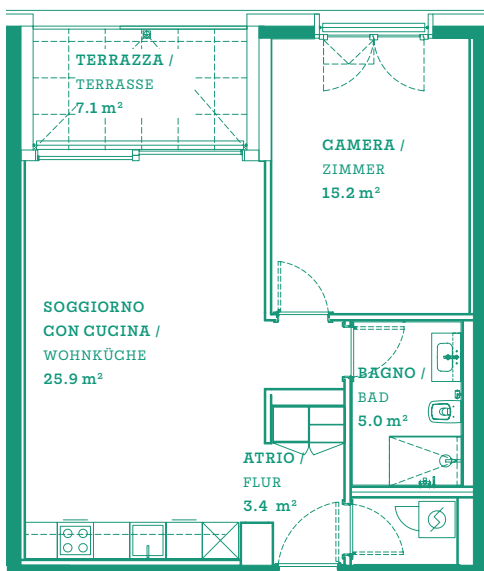 TERRAZZA /
TERRASSE
7.1 m²
CAMERA /
ZIMMER
15.2 m²
SOGGIORNO
CON CUCINA /
WOHNKÜCHE
25.9 m²
BAGNO /
BAD
5.0 m²
ATRIO /
FLUR
3.4 m²